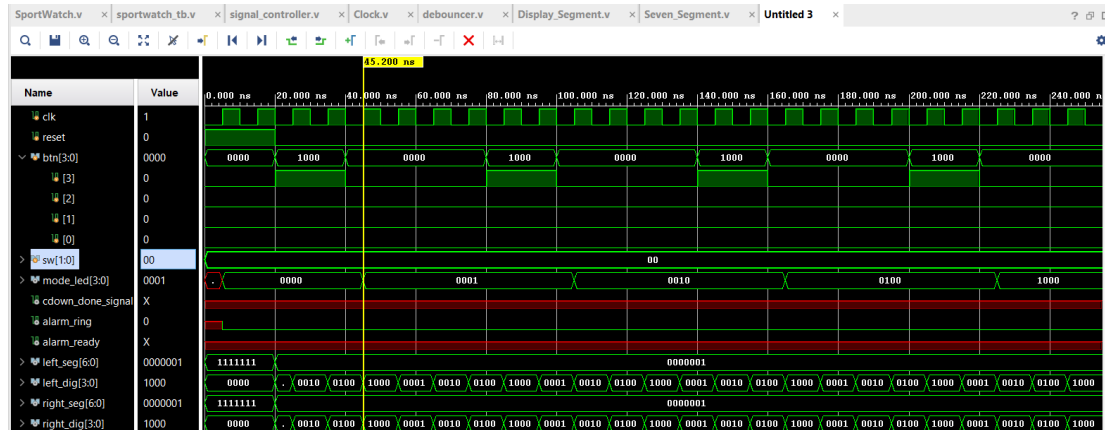 SportWatch.v × sportwatch_tb.v × signal_controller.v × Clock.v × debouncer.v × Display_Segment.v × Seven_Segment.v × Untitled 3 × ?
45.200 ns
Name Value 0.000 ns 20.000 ns 40.000 ns 60.000 ns 80.000 ns 100.000 ns 120.000 ns 140.000 ns 160.000 ns 180.000 ns 200.000 ns 220.000 ns 240.000 n
clk 1
reset 0
btn[3:0] 0000 0000 1000 0000 1000 0000 1000 0000 1000 0000
[3] 0
[2] 0
[1] 0
[0] 0
sw[1:0] 00 00
mode_led[3:0] 0001 . 0000 0001 0010 0100 1000
cdown_done_signal X
alarm_ring 0
alarm_ready X
left_seg[6:0] 0000001 1111111 0000001
left_dig[3:0] 1000 0000 . 0010 0100 1000 0001 0010 0100 1000 0001 0010 0100 1000 0001 0010 0100 1000 0001 0010 0100 1000 0001 0010 0100 1000
right_seg[6:0] 0000001 1111111 0000001
right_dig[3:0] 1000 0000 . 0010 0100 1000 0001 0010 0100 1000 0001 0010 0100 1000 0001 0010 0100 1000 0001 0010 0100 1000 0001 0010 0100 1000